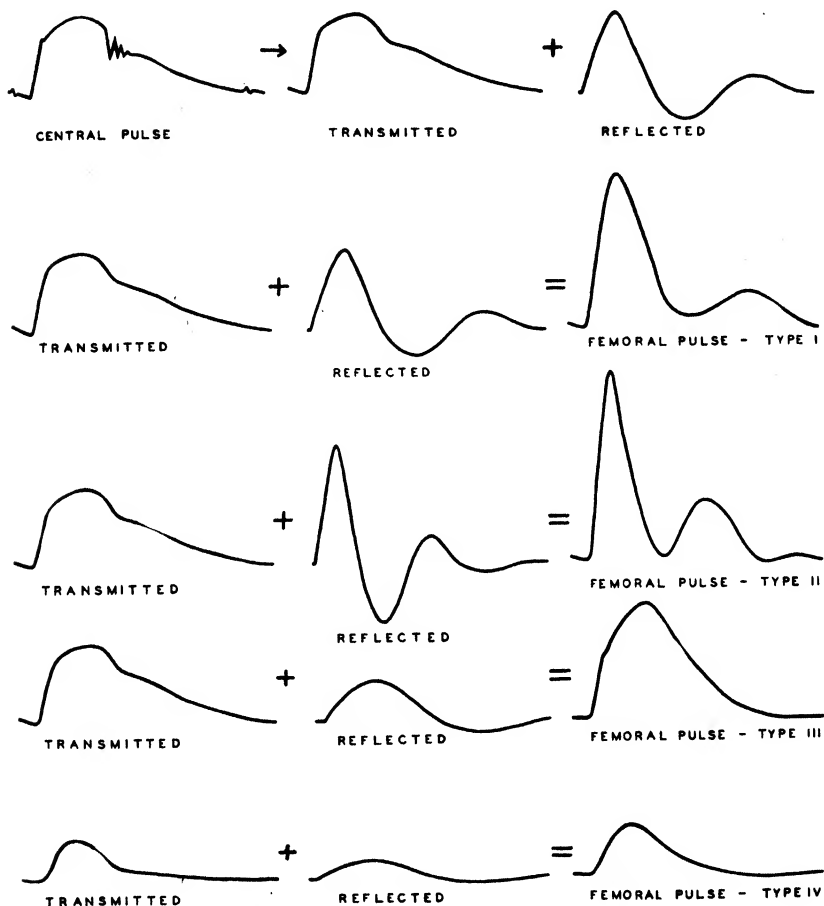 → +
CENTRAL PULSE TRANSMITTED REFLECTED
+ =
TRANSMITTED REFLECTED FEMORAL PULSE - TYPE I
+ =
TRANSMITTED REFLECTED FEMORAL PULSE - TYPE II
+ =
TRANSMITTED REFLECTED FEMORAL PULSE - TYPE III
+ =
TRANSMITTED REFLECTED FEMORAL PULSE - TYPE IV